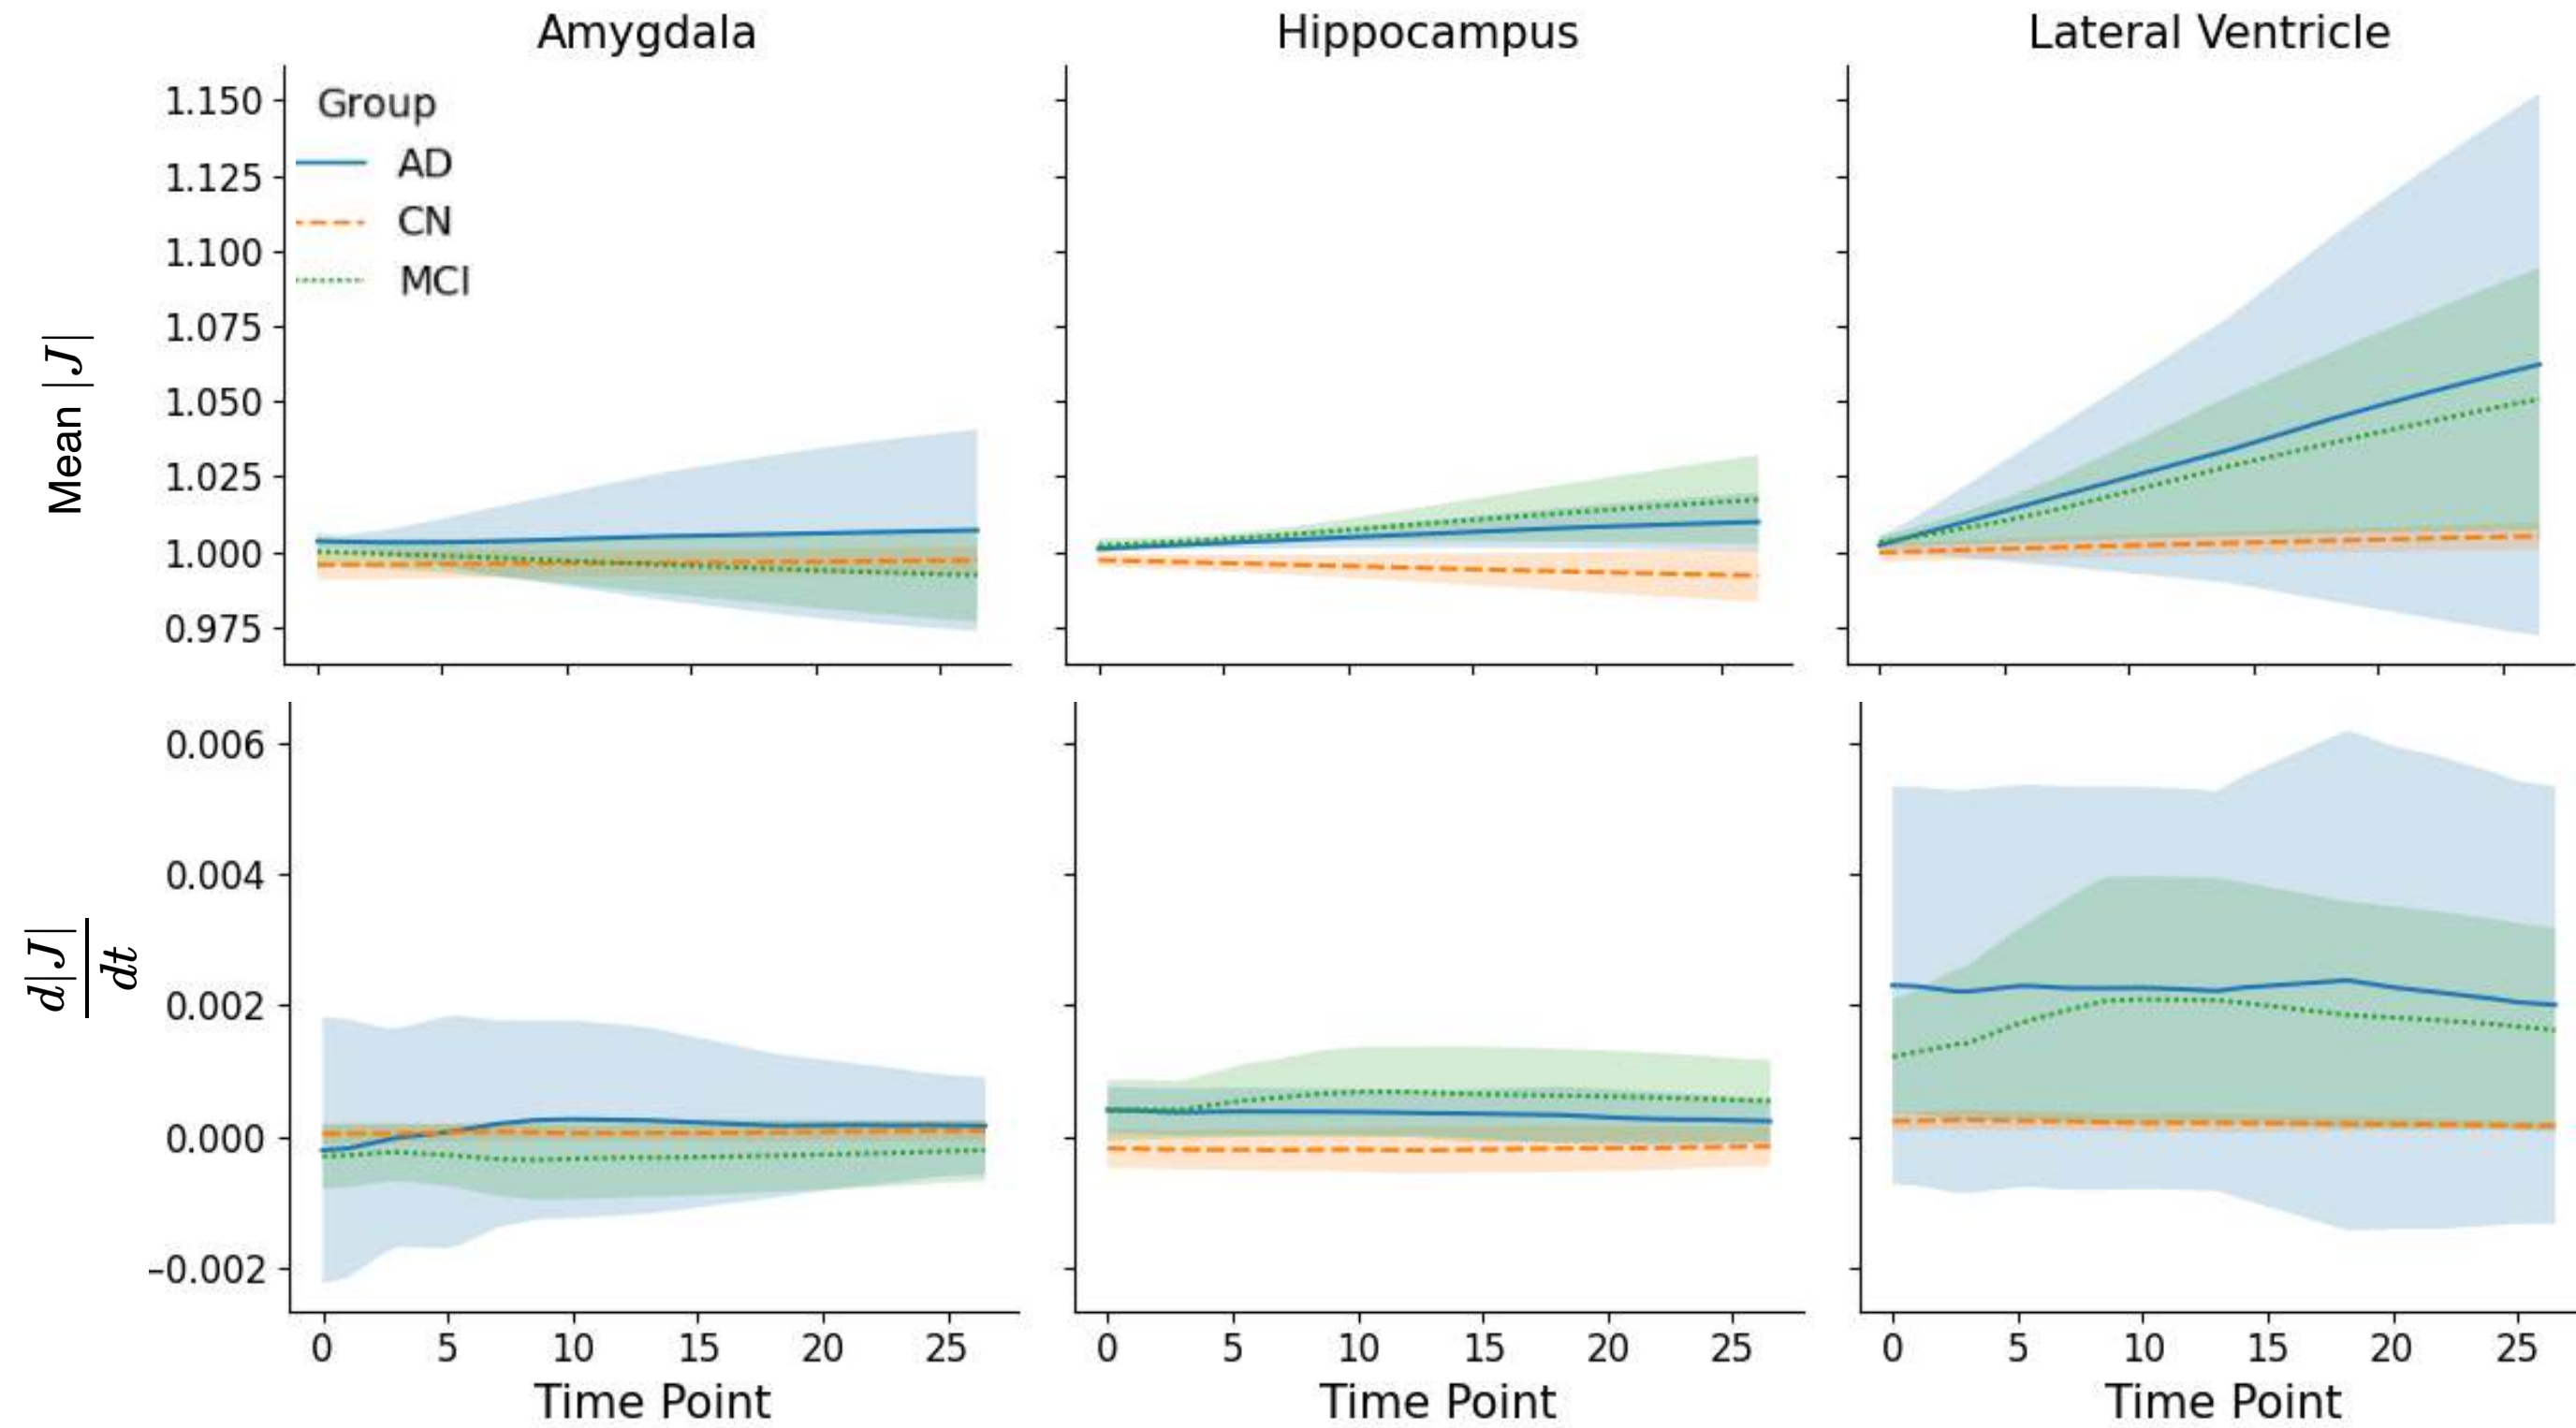 Amygdala
Hippocampus
Lateral Ventricle
Mean |J|
1.150
1.125
1.100
1.075
1.050
1.025
1.000
0.975
Group
AD
CN
MCI
d|J|
dt
0.006
0.004
0.002
0.000
−0.002
0 5 10 15 20 25
0 5 10 15 20 25
0 5 10 15 20 25
Time Point
Time Point
Time Point